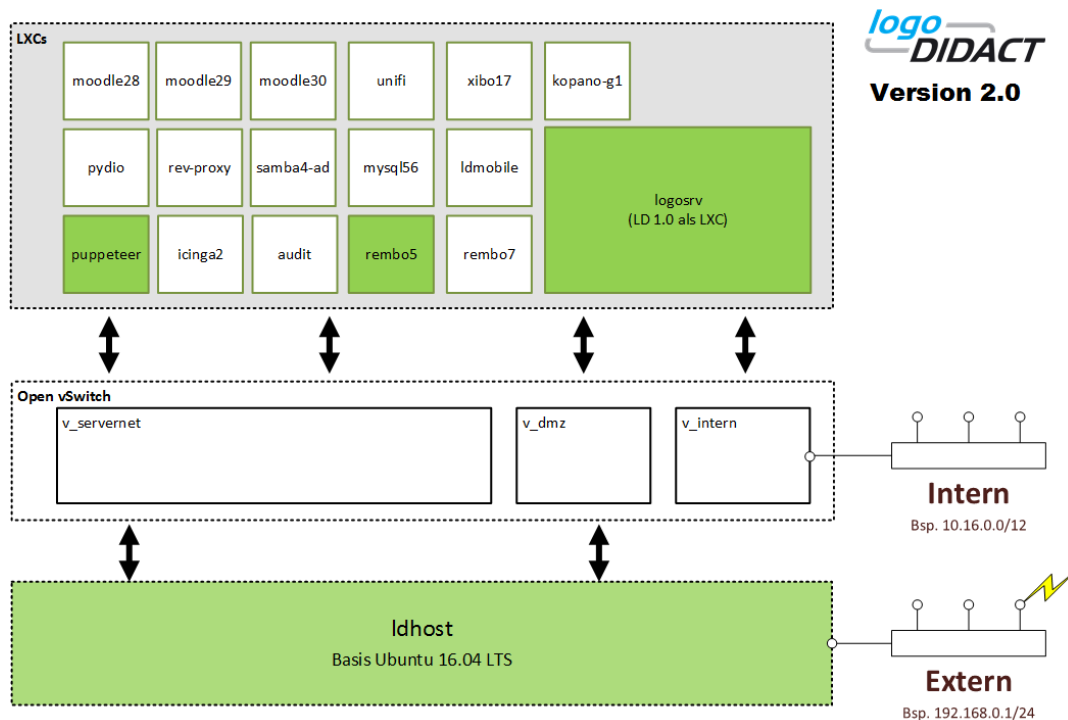 LXCs
logo
DIDACT
Version 2.0
moodle28
moodle29
moodle30
unifi
xibo17
kopano-g1
pydio
rev-proxy
samba4-ad
mysql56
ldmobile
logosrv
(LD 1.0 als LXC)
puppeteer
icinga2
audit
rembo5
rembo7
Open vSwitch
v_servernet
v_dmz
v_intern
Intern
Bsp. 10.16.0.0/12
ldhost
Basis Ubuntu 16.04 LTS
Extern
Bsp. 192.168.0.1/24